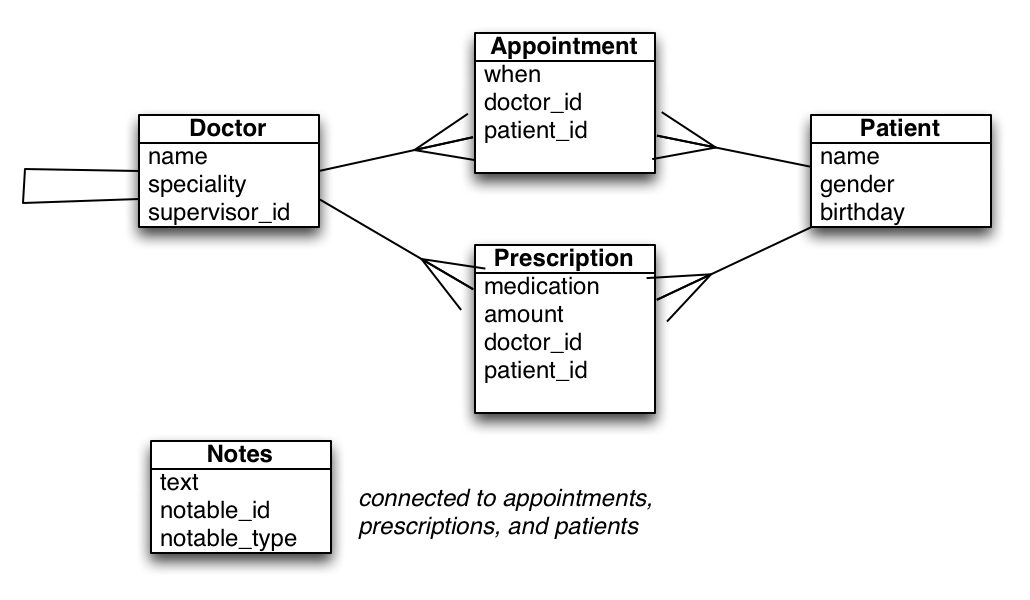 Appointment
when
doctor_id
patient_id
Doctor
name
speciality
supervisor_id
Patient
name
gender
birthday
Prescription
medication
amount
doctor_id
patient_id
Notes
text
notable_id
notable_type
connected to appointments,
prescriptions, and patients